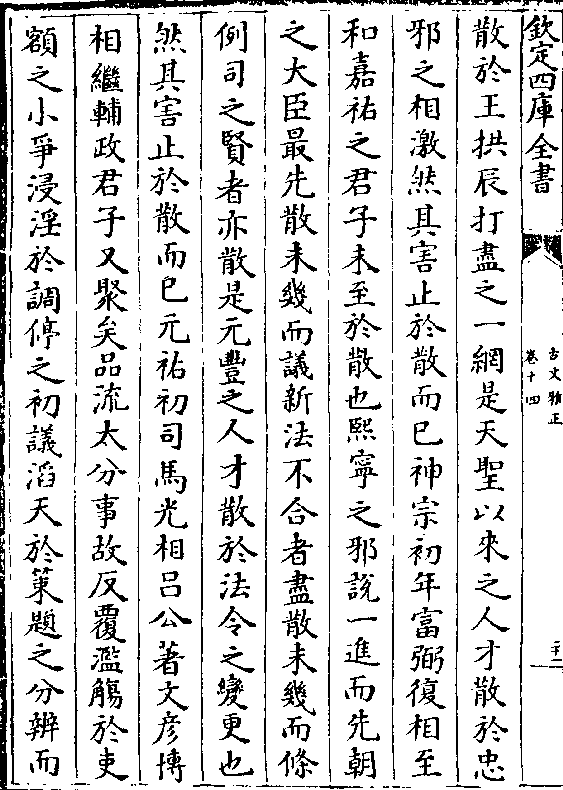 欽定四庫全書
古文雅正
卷十四
二十二
散於王拱辰打盡之一網是天聖以來之人才散於忠
邪之相激然其害止於散而已神宗初年富弼復相至
和嘉祐之君子未至於散也熙寧之邪說一進而先朝
之大臣最先散未幾而議新法不合者盡散未幾而條
例司之賢者亦散是元豐之人才散於法令之變更也
然其害止於散而已元祐初司馬光相吕公著文彦博
相繼輔政君子又聚矣品流太分事故反覆濫觴於吏
額之小爭浸淫於調停之初議滔天於策題之分辨而